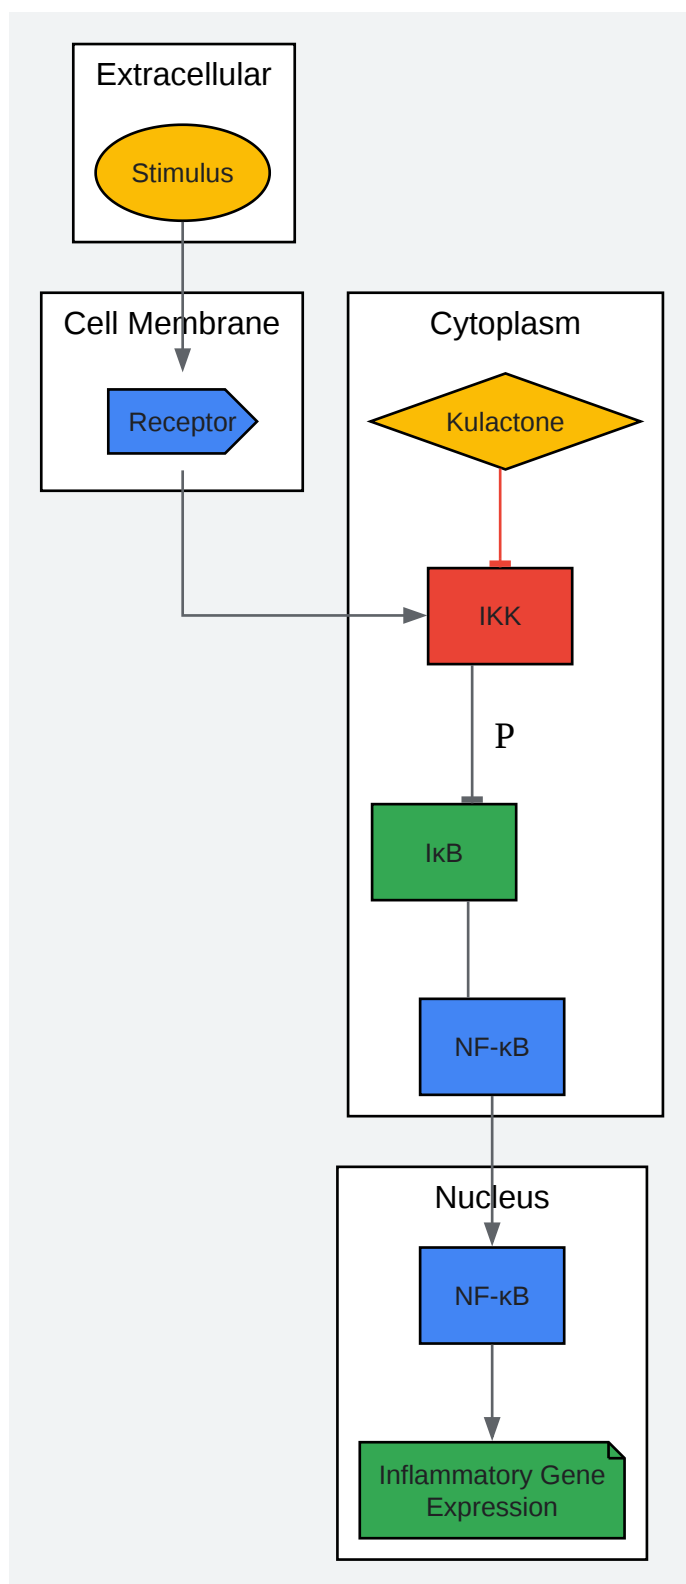 Extracellular
Stimulus
Cell Membrane
Receptor
Cytoplasm
Kulactone
IKK
P
IκB
NF-κB
Nucleus
NF-κB
Inflammatory Gene
Expression